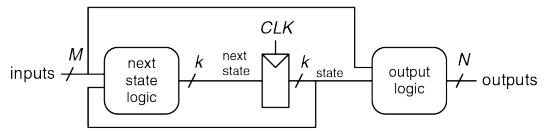 CLK
M
next
state
k
k
N
inputs
next
state
logic
state
output
logic
outputs